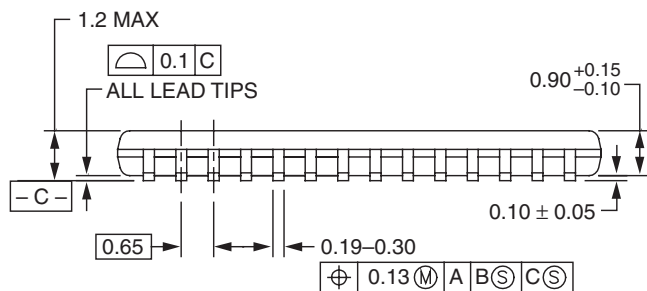 1.2 MAX
⌓ 0.1 C
ALL LEAD TIPS
0.90 +0.15 –0.10
– C –
0.10 ± 0.05
0.65
0.19–0.30
⌖ 0.13 Ⓜ A B Ⓢ C Ⓢ